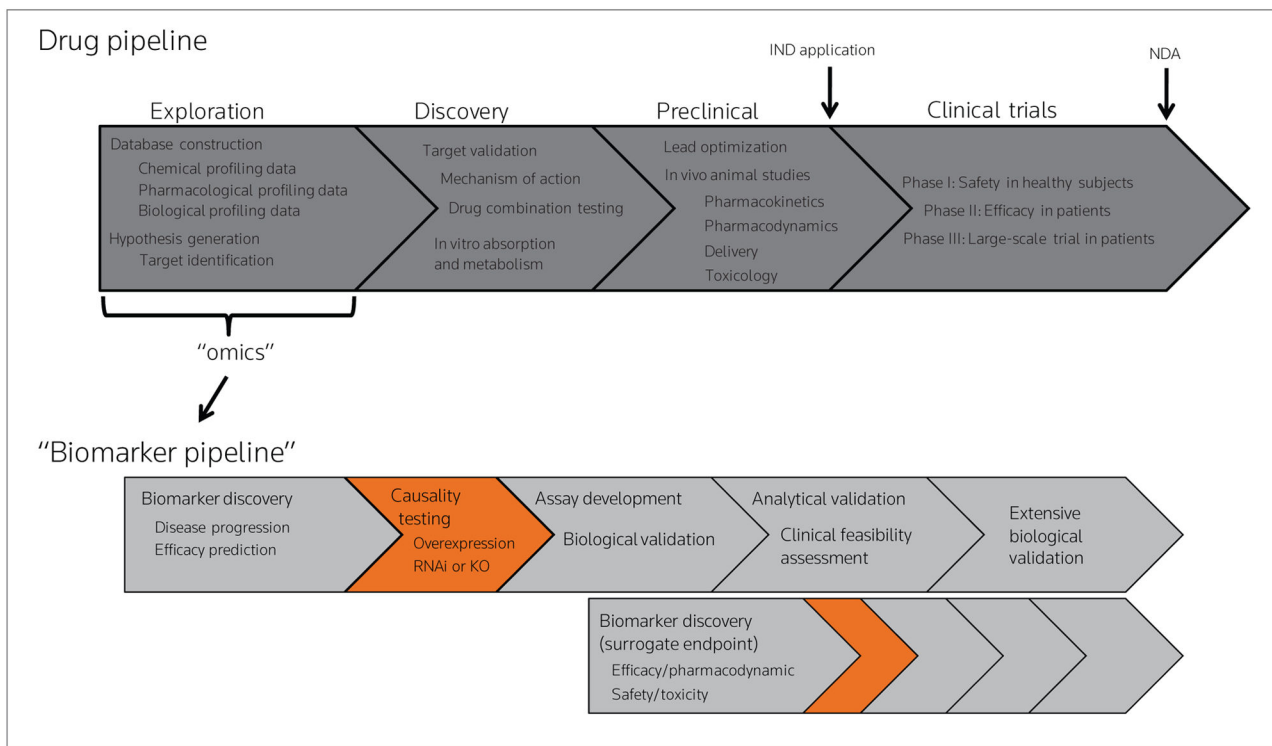 Drug pipeline
IND application
NDA
Exploration
Discovery
Preclinical
Clinical trials
Database construction
Chemical profiling data
Pharmacological profiling data
Biological profiling data
Hypothesis generation
Target identification
Target validation
Mechanism of action
Drug combination testing
In vitro absorption
and metabolism
Lead optimization
In vivo animal studies
Pharmacokinetics
Pharmacodynamics
Delivery
Toxicology
Phase I: Safety in healthy subjects
Phase II: Efficacy in patients
Phase III: Large-scale trial in patients
“omics”
“Biomarker pipeline”
Biomarker discovery
Disease progression
Efficacy prediction
Causality
testing
Overexpression
RNAi or KO
Assay development
Biological validation
Analytical validation
Clinical feasibility
assessment
Extensive
biological
validation
Biomarker discovery
(surrogate endpoint)
Efficacy/pharmacodynamic
Safety/toxicity